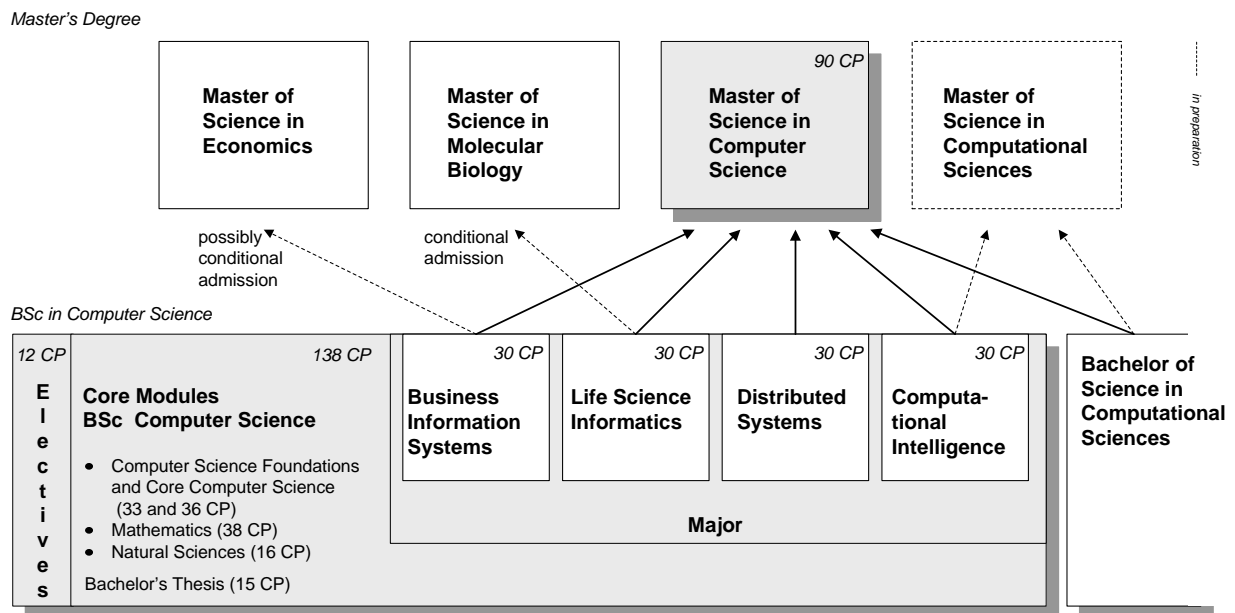 Master's Degree
90 CP
Master of
Science in
Economics
Master of
Science in
Molecular
Biology
Master of
Science in
Computer
Science
Master of
Science in
Computational
Sciences
in preparation
possibly
conditional
admission
conditional
admission
BSc in Computer Science
12 CP
Electives
138 CP
Core Modules
BSc Computer Science
• Computer Science Foundations
and Core Computer Science
(33 and 36 CP)
• Mathematics (38 CP)
• Natural Sciences (16 CP)
Bachelor's Thesis (15 CP)
30 CP
Business
Information
Systems
30 CP
Life Science
Informatics
30 CP
Distributed
Systems
30 CP
Computa-
tional
Intelligence
Major
Bachelor of
Science in
Computational
Sciences